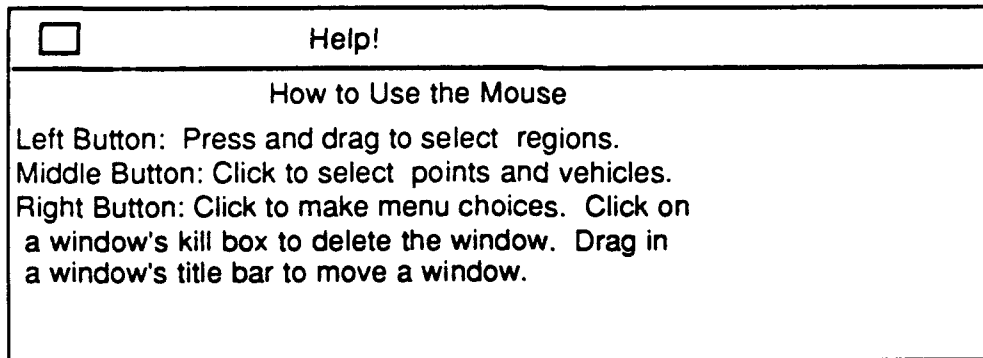 Help!
How to Use the Mouse
Left Button: Press and drag to select regions.
Middle Button: Click to select points and vehicles.
Right Button: Click to make menu choices. Click on
a window's kill box to delete the window. Drag in
a window's title bar to move a window.